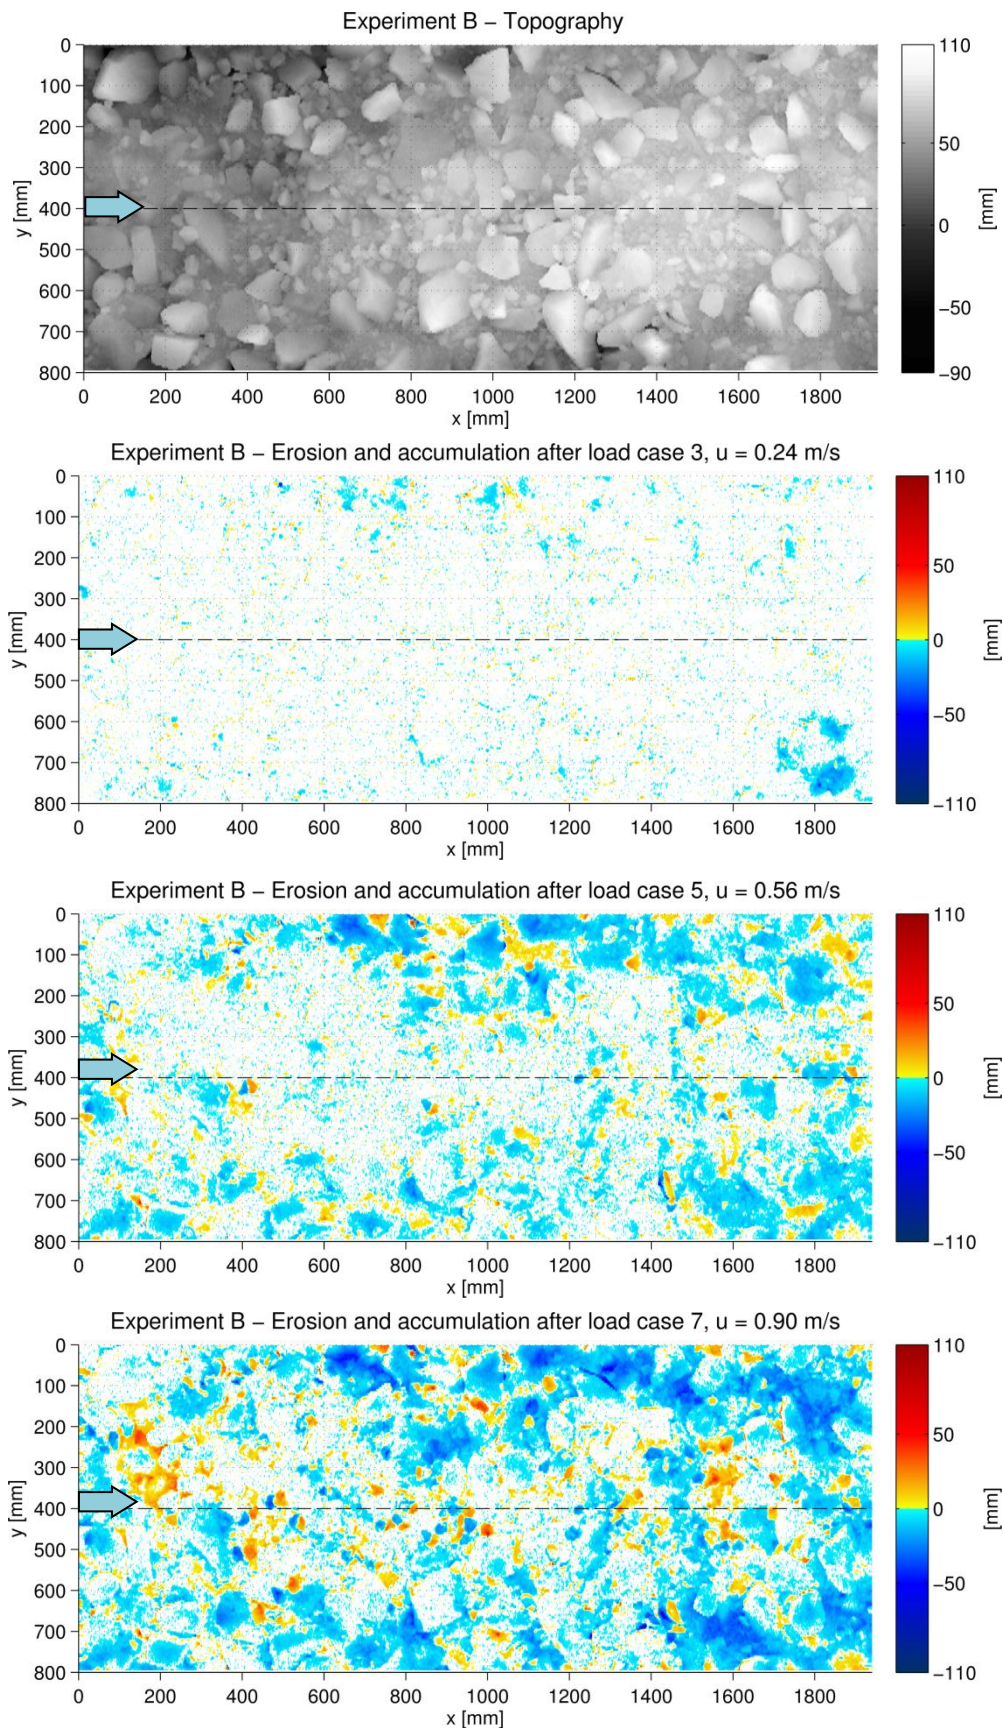 Experiment B – Topography
0
100
200
300
400
500
600
700
800
y [mm]
0 200 400 600 800 1000 1200 1400 1600 1800
x [mm]
110
50
0
−50
−90
[mm]
Experiment B – Erosion and accumulation after load case 3, u = 0.24 m/s
0
100
200
300
400
500
600
700
800
y [mm]
0 200 400 600 800 1000 1200 1400 1600 1800
x [mm]
110
50
0
−50
−110
[mm]
Experiment B – Erosion and accumulation after load case 5, u = 0.56 m/s
0
100
200
300
400
500
600
700
800
y [mm]
0 200 400 600 800 1000 1200 1400 1600 1800
x [mm]
110
50
0
−50
−110
[mm]
Experiment B – Erosion and accumulation after load case 7, u = 0.90 m/s
0
100
200
300
400
500
600
700
800
y [mm]
0 200 400 600 800 1000 1200 1400 1600 1800
x [mm]
110
50
0
−50
−110
[mm]